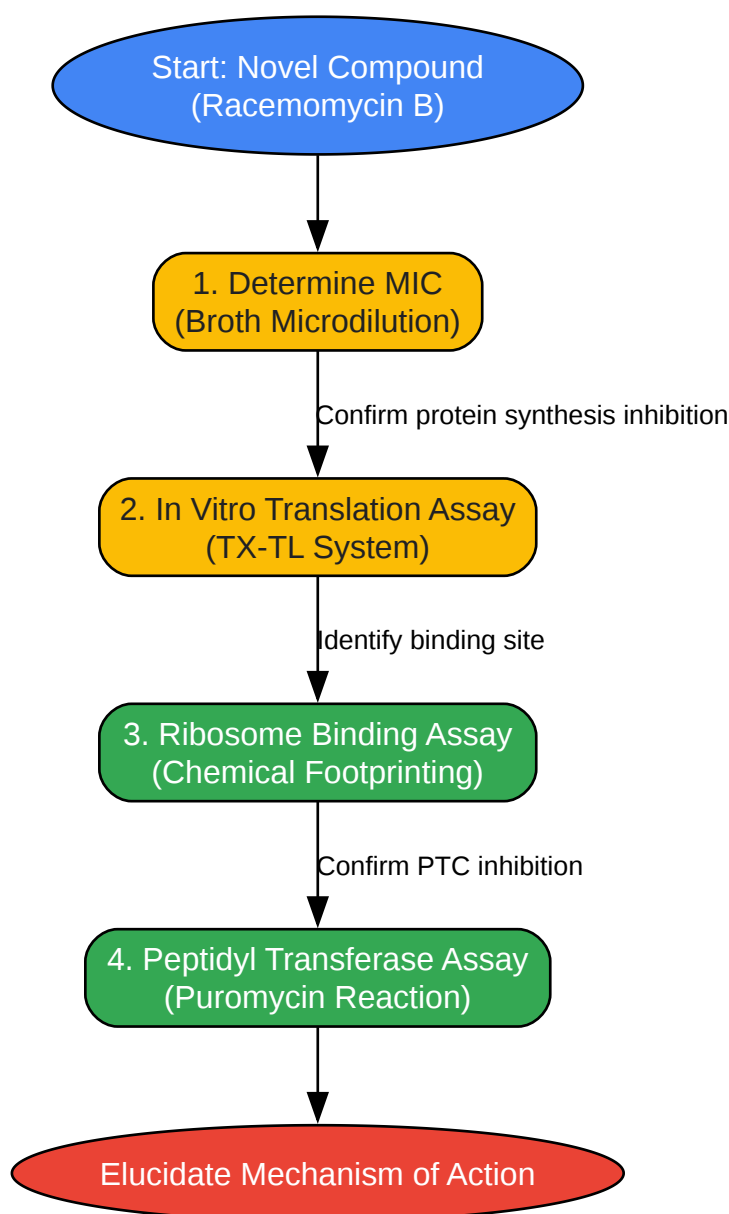 Start: Novel Compound
(Racemomycin B)
1. Determine MIC
(Broth Microdilution)
Confirm protein synthesis inhibition
2. In Vitro Translation Assay
(TX-TL System)
Identify binding site
3. Ribosome Binding Assay
(Chemical Footprinting)
Confirm PTC inhibition
4. Peptidyl Transferase Assay
(Puromycin Reaction)
Elucidate Mechanism of Action